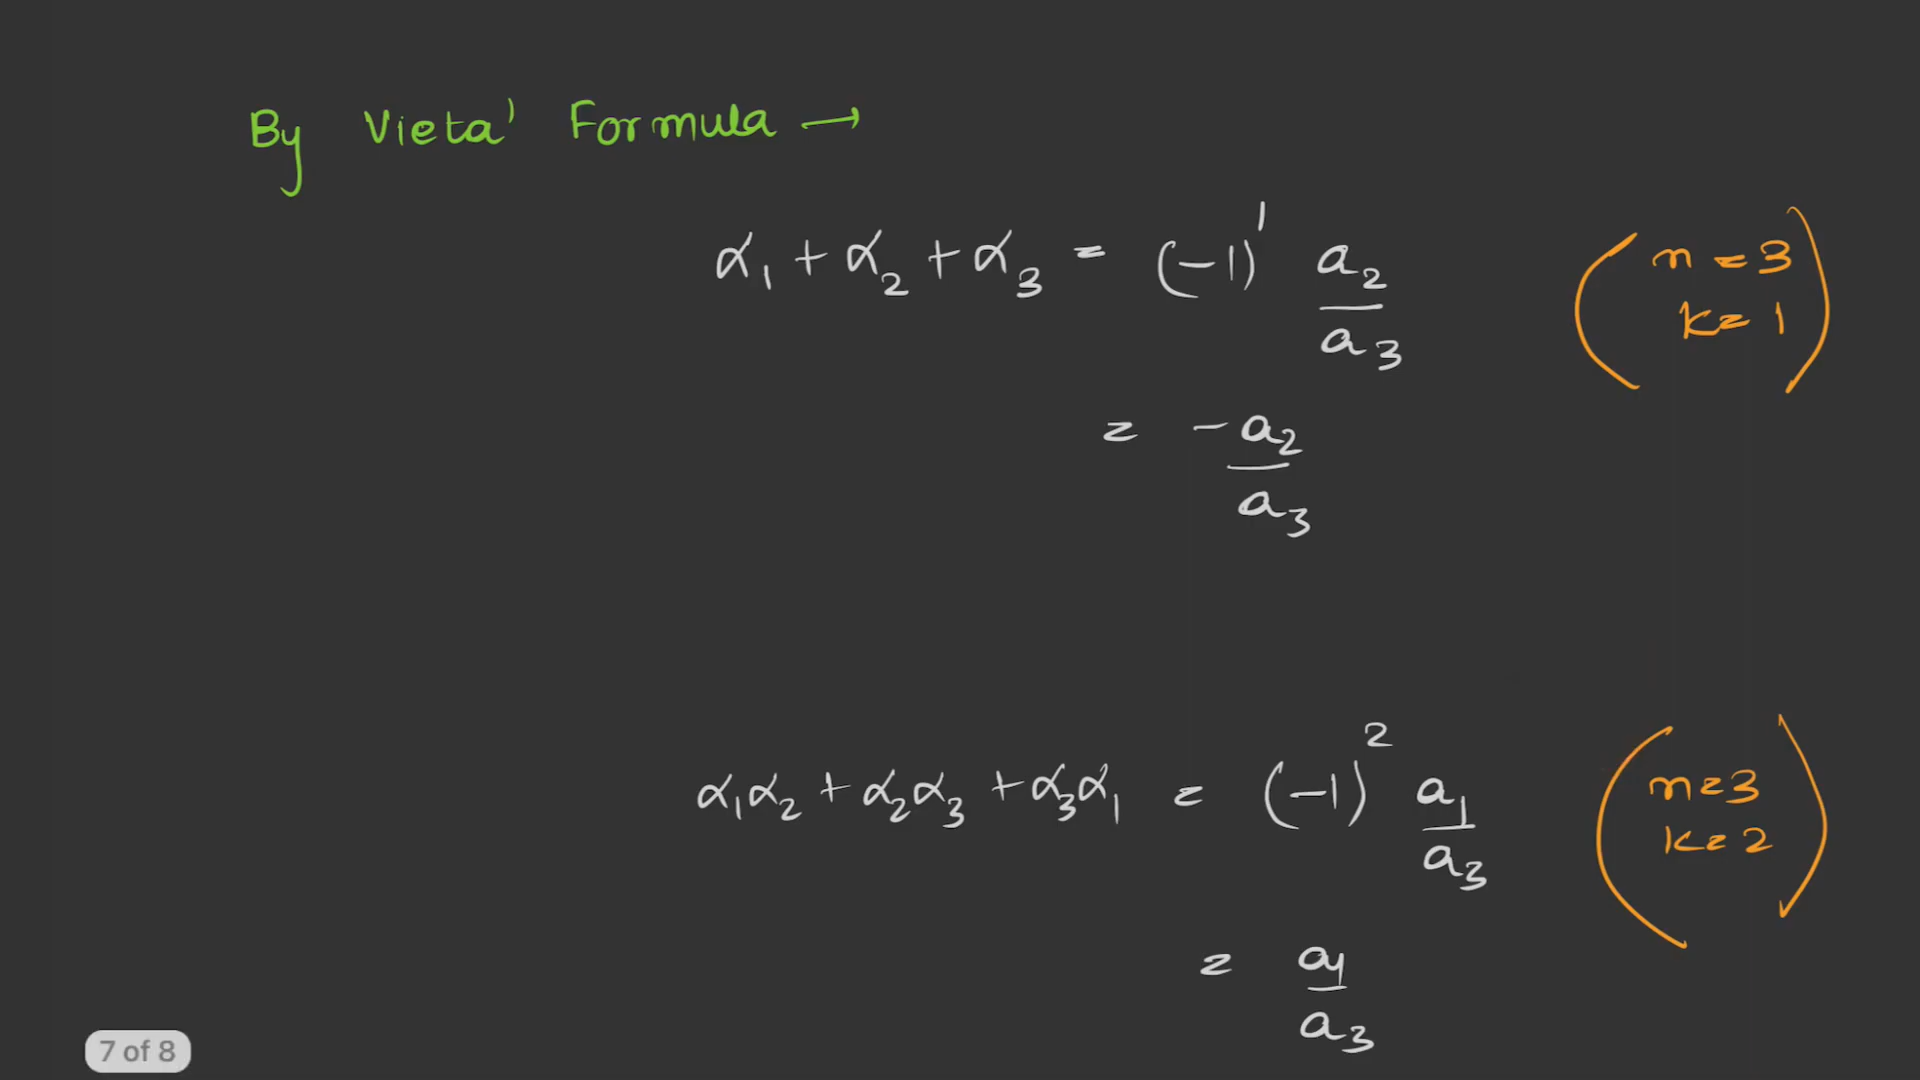 By Vieta' Formula →
α₁ + α₂ + α₃ = (-1)¹ a₂/a₃ (n = 3
k = 1)
= -a₂/a₃
α₁α₂ + α₂α₃ + α₃α₁ = (-1)² a₁/a₃ (n = 3
k = 2)
= a₁/a₃
7 of 8